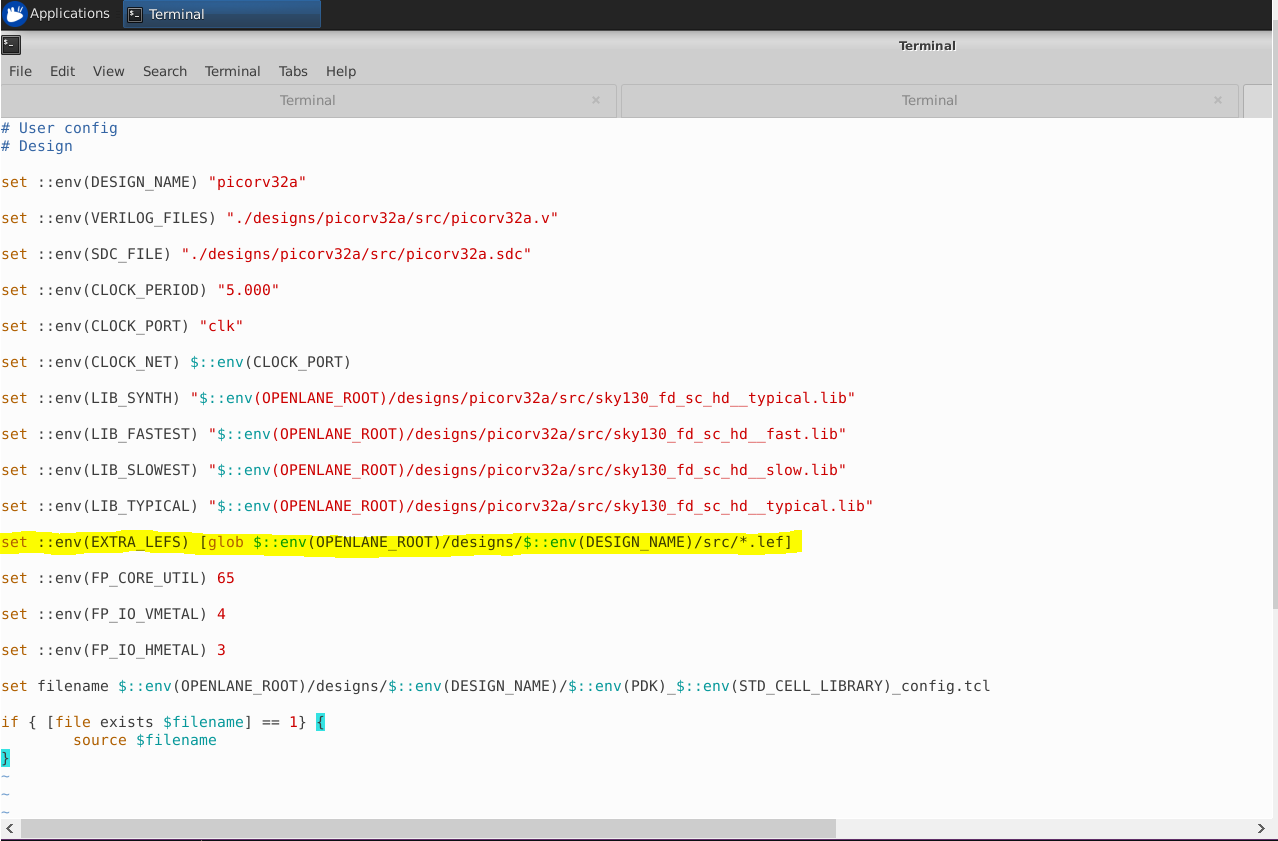 Applications Terminal
Terminal
File Edit View Search Terminal Tabs Help
Terminal × Terminal ×
# User config
# Design
set ::env(DESIGN_NAME) "picorv32a"
set ::env(VERILOG_FILES) "./designs/picorv32a/src/picorv32a.v"
set ::env(SDC_FILE) "./designs/picorv32a/src/picorv32a.sdc"
set ::env(CLOCK_PERIOD) "5.000"
set ::env(CLOCK_PORT) "clk"
set ::env(CLOCK_NET) $::env(CLOCK_PORT)
set ::env(LIB_SYNTH) "$::env(OPENLANE_ROOT)/designs/picorv32a/src/sky130_fd_sc_hd__typical.lib"
set ::env(LIB_FASTEST) "$::env(OPENLANE_ROOT)/designs/picorv32a/src/sky130_fd_sc_hd__fast.lib"
set ::env(LIB_SLOWEST) "$::env(OPENLANE_ROOT)/designs/picorv32a/src/sky130_fd_sc_hd__slow.lib"
set ::env(LIB_TYPICAL) "$::env(OPENLANE_ROOT)/designs/picorv32a/src/sky130_fd_sc_hd__typical.lib"
set ::env(EXTRA_LEFS) [glob $::env(OPENLANE_ROOT)/designs/$::env(DESIGN_NAME)/src/*.lef]
set ::env(FP_CORE_UTIL) 65
set ::env(FP_IO_VMETAL) 4
set ::env(FP_IO_HMETAL) 3
set filename $::env(OPENLANE_ROOT)/designs/$::env(DESIGN_NAME)/$::env(PDK)_$::env(STD_CELL_LIBRARY)_config.tcl
if { [file exists $filename] == 1} {
        source $filename
}
~
~
~